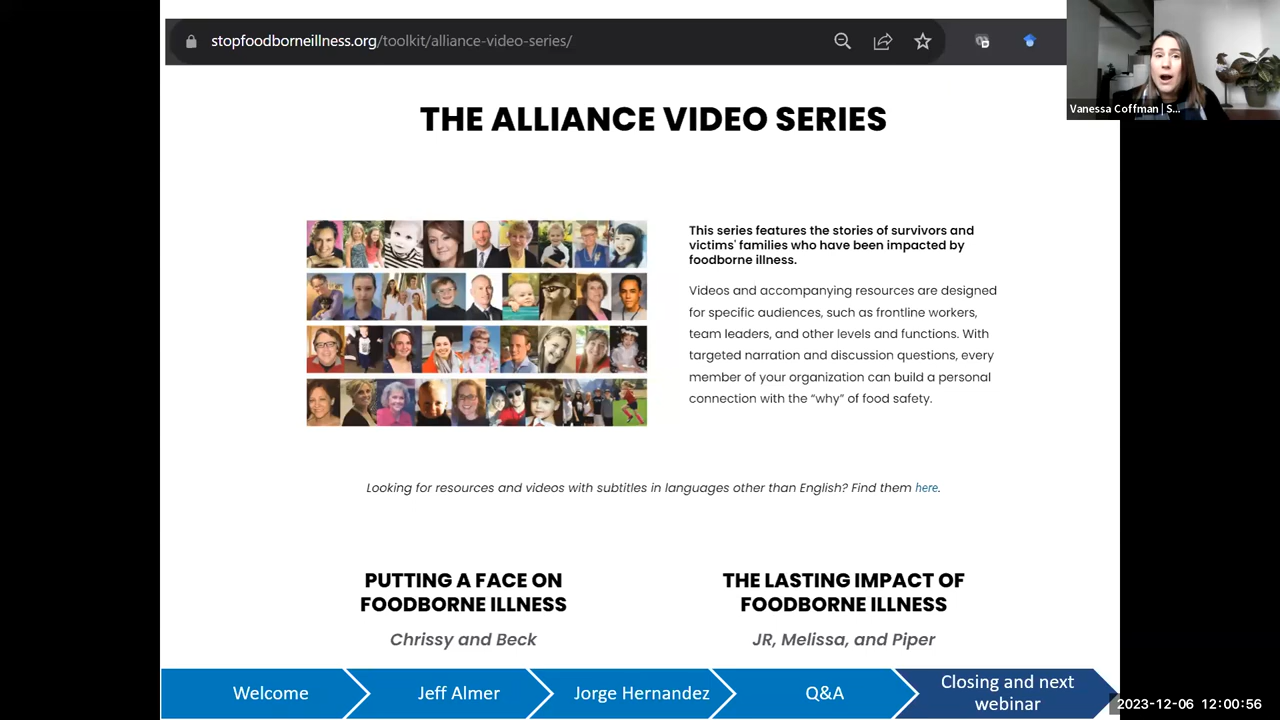 stopfoodborneillness.org/toolkit/alliance-video-series/
Vanessa Coffman | S...
THE ALLIANCE VIDEO SERIES
This series features the stories of survivors and
victims' families who have been impacted by
foodborne illness.
Videos and accompanying resources are designed
for specific audiences, such as frontline workers,
team leaders, and other levels and functions. With
targeted narration and discussion questions, every
member of your organization can build a personal
connection with the “why” of food safety.
Looking for resources and videos with subtitles in languages other than English? Find them here.
PUTTING A FACE ON
FOODBORNE ILLNESS
Chrissy and Beck
THE LASTING IMPACT OF
FOODBORNE ILLNESS
JR, Melissa, and Piper
Welcome
Jeff Almer
Jorge Hernandez
Q&A
Closing and next
webinar
2023-12-06 12:00:56